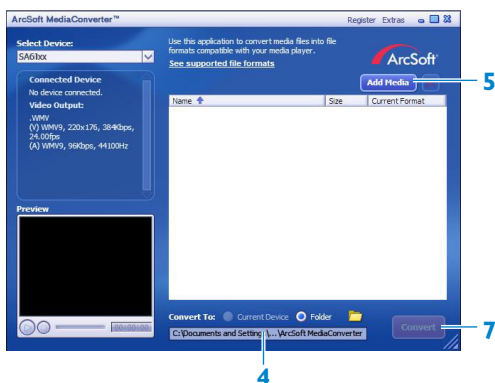 ArcSoft MediaConverter™
Register Extras
Select Device:
SA61xx
Connected Device
No device connected.
Video Output:
.WMV
(V) WMV9, 220x176, 384kbps,
24.00fps
(A) WMV9, 96Kbps, 44100Hz
Preview
00:00:00
Use this application to convert media files into file
formats compatible with your media player.
See supported file formats
ArcSoft®
Add Media
5
Name Size Current Format
Convert To: Current Device Folder
C:\Documents and Setting \...\ArcSoft MediaConverter
Convert
7
4